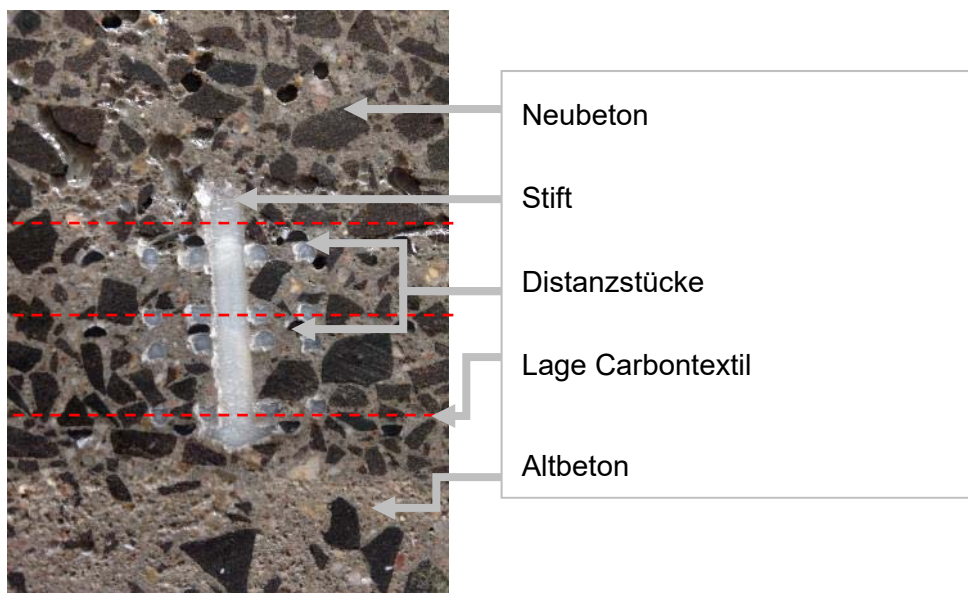 Neubeton
Stift
Distanzstücke
Lage Carbontextil
Altbeton